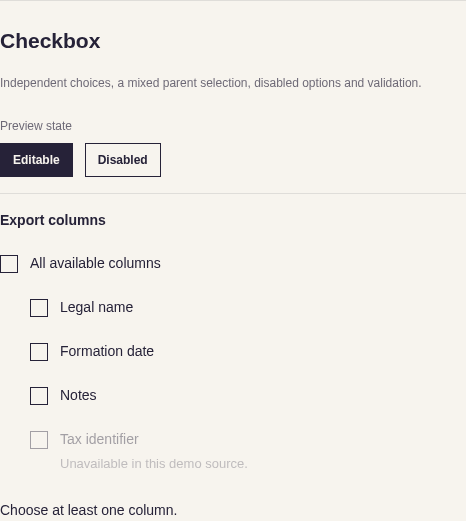 Checkbox
Independent choices, a mixed parent selection, disabled options and validation.
Preview state
Editable Disabled
Export columns
All available columns
Legal name
Formation date
Notes
Tax identifier
Unavailable in this demo source.
Choose at least one column.